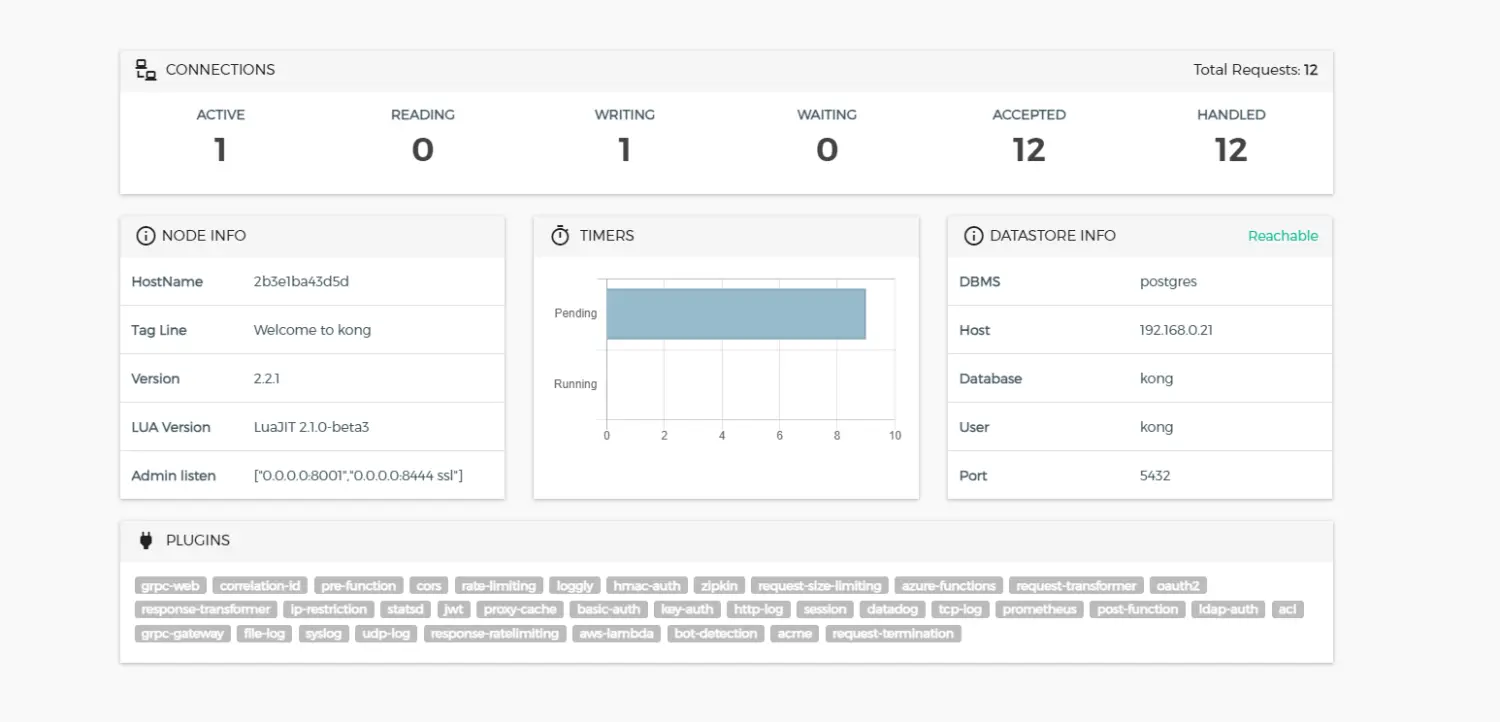 CONNECTIONS Total Requests: 12
ACTIVE READING WRITING WAITING ACCEPTED HANDLED
1 0 1 0 12 12
NODE INFO
HostName 2b3e1ba43d5d
Tag Line Welcome to kong
Version 2.2.1
LUA Version LuaJIT 2.1.0-beta3
Admin listen ["0.0.0.0:8001","0.0.0.0:8444 ssl"]
TIMERS
Pending
Running
0 2 4 6 8 10
DATASTORE INFO Reachable
DBMS postgres
Host 192.168.0.21
Database kong
User kong
Port 5432
PLUGINS
grpc-web correlation-id pre-function cors rate-limiting loggly hmac-auth zipkin request-size-limiting azure-functions request-transformer oauth2
response-transformer ip-restriction statsd jwt proxy-cache basic-auth key-auth http-log session datadog tcp-log prometheus post-function ldap-auth acl
grpc-gateway file-log syslog udp-log response-ratelimiting aws-lambda bot-detection acme request-termination